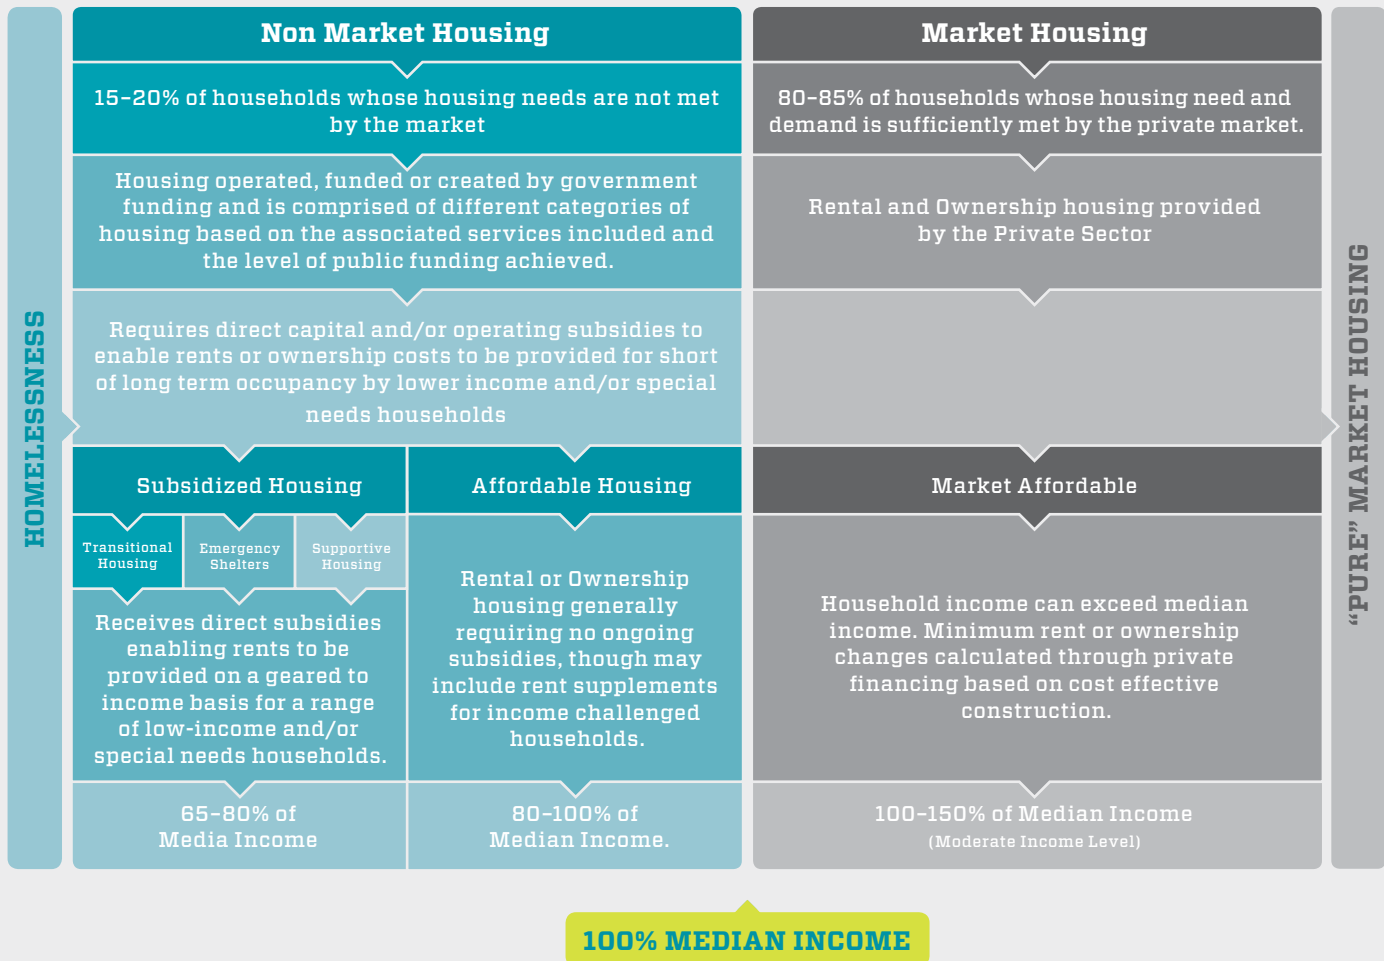 HOMELESSNESS
Non Market Housing
15–20% of households whose housing needs are not met
by the market
Housing operated, funded or created by government
funding and is comprised of different categories of
housing based on the associated services included and
the level of public funding achieved.
Requires direct capital and/or operating subsidies to
enable rents or ownership costs to be provided for short
of long term occupancy by lower income and/or special
needs households
Subsidized Housing
Transitional
Housing
Emergency
Shelters
Supportive
Housing
Receives direct subsidies
enabling rents to be
provided on a geared to
income basis for a range
of low-income and/or
special needs households.
65–80% of
Media Income
Affordable Housing
Rental or Ownership
housing generally
requiring no ongoing
subsidies, though may
include rent supplements
for income challenged
households.
80–100% of
Median Income.
Market Housing
80–85% of households whose housing need and
demand is sufficiently met by the private market.
Rental and Ownership housing provided
by the Private Sector
Market Affordable
Household income can exceed median
income. Minimum rent or ownership
changes calculated through private
financing based on cost effective
construction.
100–150% of Median Income
(Moderate Income Level)
“PURE” MARKET HOUSING
100% MEDIAN INCOME